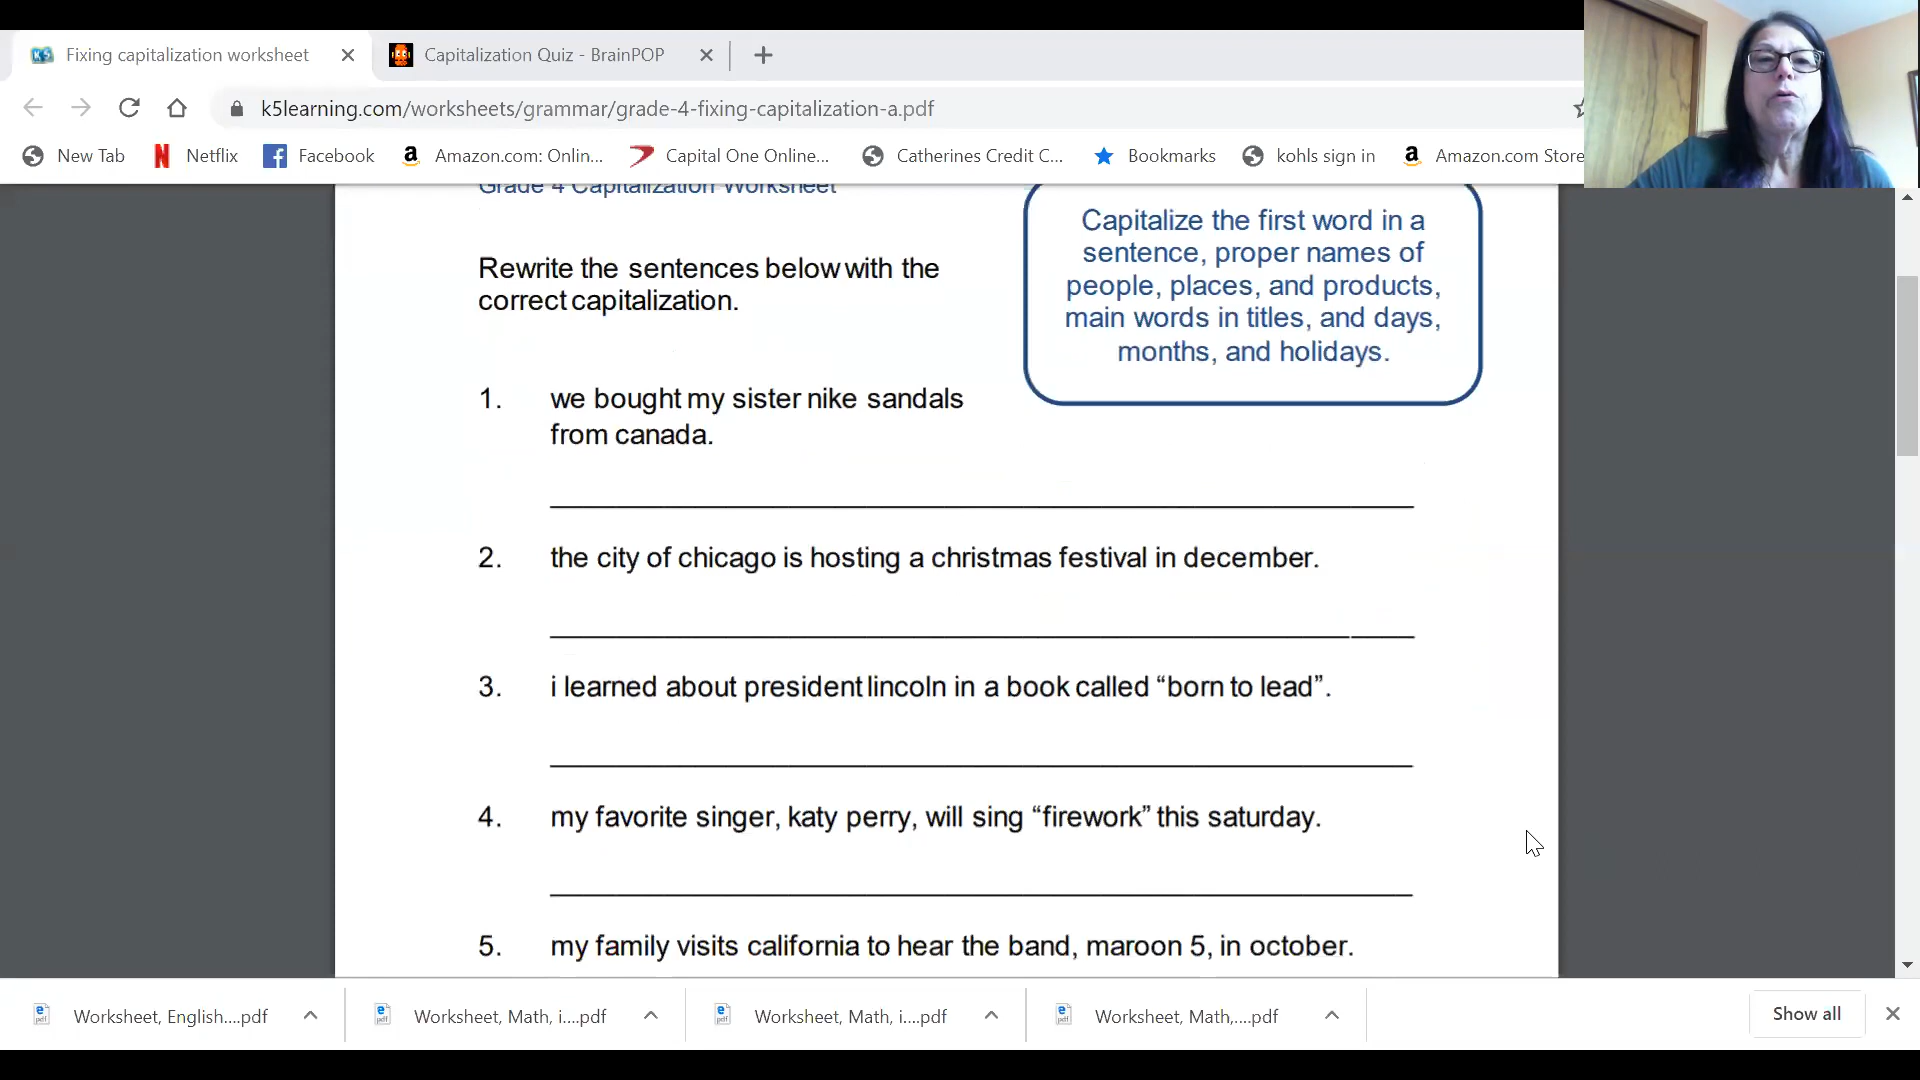 Fixing capitalization worksheet
Capitalization Quiz - BrainPOP
k5learning.com/worksheets/grammar/grade-4-fixing-capitalization-a.pdf
New Tab Netflix Facebook Amazon.com: Onlin... Capital One Online... Catherines Credit C... Bookmarks kohls sign in Amazon.com Store
Grade 4 Capitalization Worksheet
Capitalize the first word in a
sentence, proper names of
people, places, and products,
main words in titles, and days,
months, and holidays.
Rewrite the sentences below with the
correct capitalization.
1. we bought my sister nike sandals
from canada.
2. the city of chicago is hosting a christmas festival in december.
3. i learned about president lincoln in a book called “born to lead”.
4. my favorite singer, katy perry, will sing “firework” this saturday.
5. my family visits california to hear the band, maroon 5, in october.
Worksheet, English....pdf Worksheet, Math, i....pdf Worksheet, Math, i....pdf Worksheet, Math,....pdf Show all